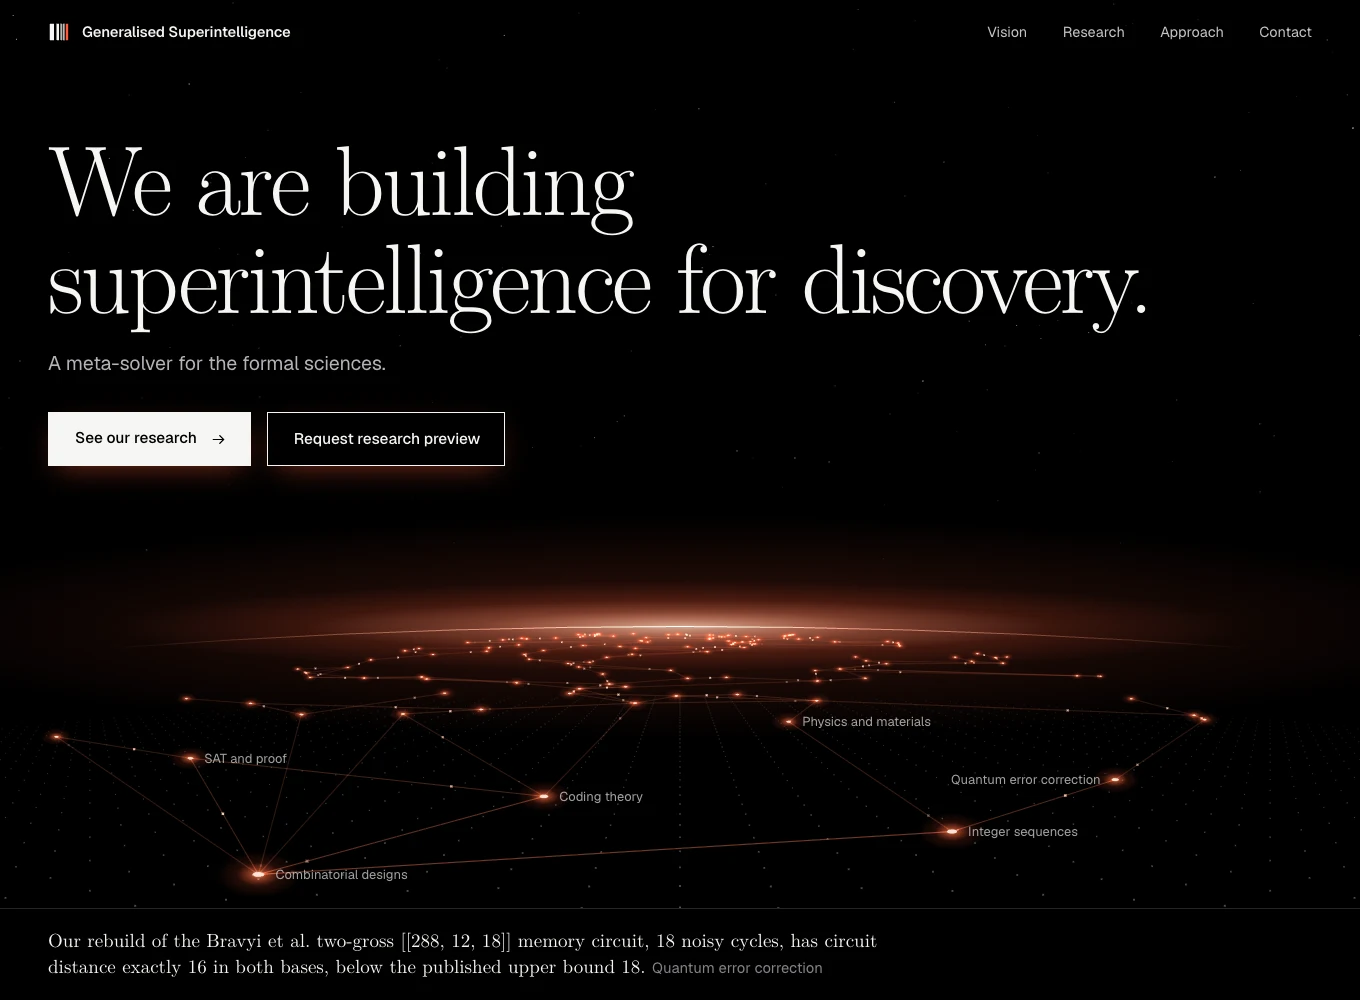 Generalised Superintelligence
Vision
Research
Approach
Contact
We are building
superintelligence for discovery.
A meta-solver for the formal sciences.
See our research →
Request research preview
Physics and materials
SAT and proof
Quantum error correction
Coding theory
Integer sequences
Combinatorial designs
Our rebuild of the Bravyi et al. two-gross [[288, 12, 18]] memory circuit, 18 noisy cycles, has circuit
distance exactly 16 in both bases, below the published upper bound 18. Quantum error correction